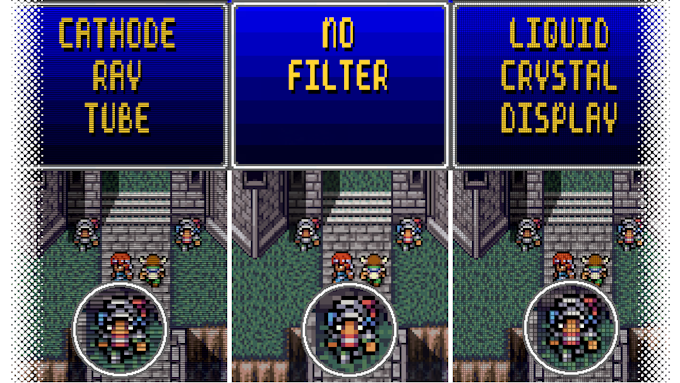 CATHODE
RAY
TUBE
NO
FILTER
LIQUID
CRYSTAL
DISPLAY